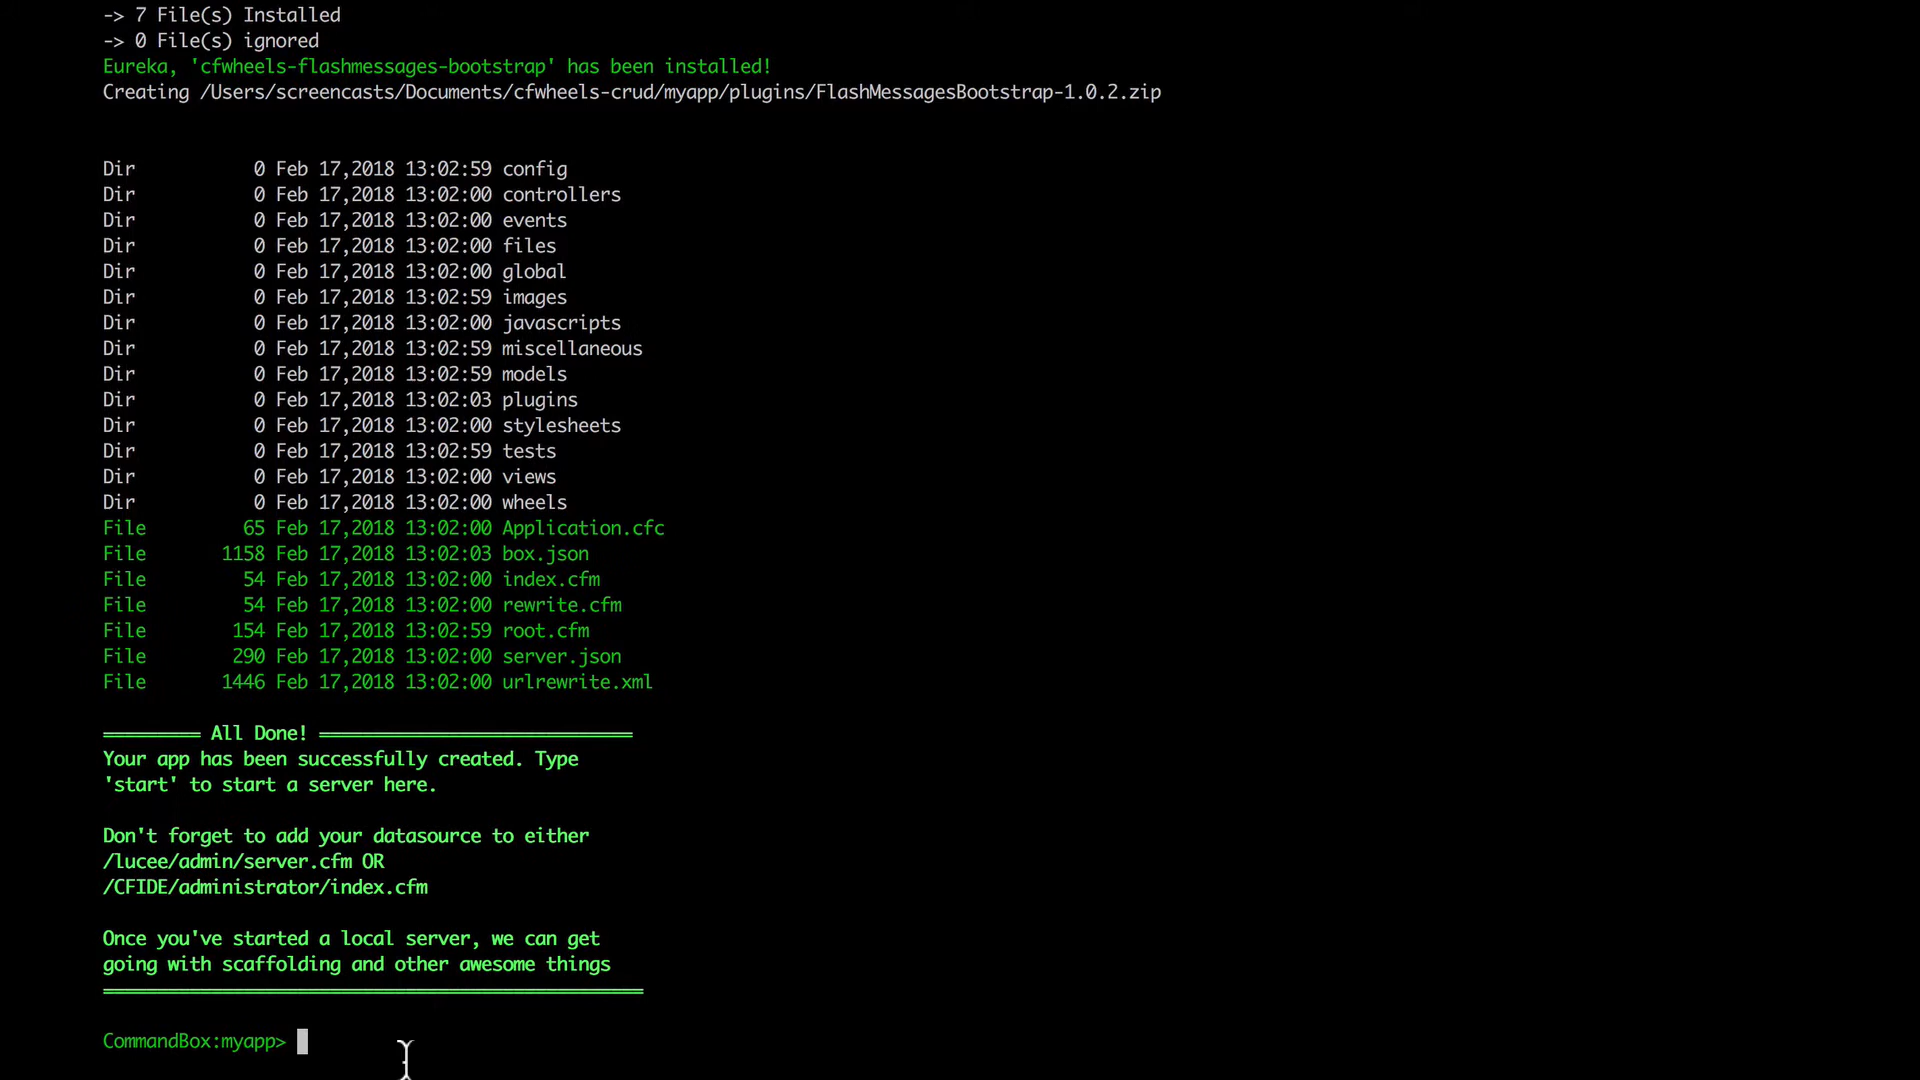 -> 7 File(s) Installed
-> 0 File(s) ignored
Eureka, 'cfwheels-flashmessages-bootstrap' has been installed!
Creating /Users/screencasts/Documents/cfwheels-crud/myapp/plugins/FlashMessagesBootstrap-1.0.2.zip
Dir 0 Feb 17,2018 13:02:59 config
Dir 0 Feb 17,2018 13:02:00 controllers
Dir 0 Feb 17,2018 13:02:00 events
Dir 0 Feb 17,2018 13:02:00 files
Dir 0 Feb 17,2018 13:02:00 global
Dir 0 Feb 17,2018 13:02:59 images
Dir 0 Feb 17,2018 13:02:00 javascripts
Dir 0 Feb 17,2018 13:02:59 miscellaneous
Dir 0 Feb 17,2018 13:02:59 models
Dir 0 Feb 17,2018 13:02:03 plugins
Dir 0 Feb 17,2018 13:02:00 stylesheets
Dir 0 Feb 17,2018 13:02:59 tests
Dir 0 Feb 17,2018 13:02:00 views
Dir 0 Feb 17,2018 13:02:00 wheels
File 65 Feb 17,2018 13:02:00 Application.cfc
File 1158 Feb 17,2018 13:02:03 box.json
File 54 Feb 17,2018 13:02:00 index.cfm
File 54 Feb 17,2018 13:02:00 rewrite.cfm
File 154 Feb 17,2018 13:02:59 root.cfm
File 290 Feb 17,2018 13:02:00 server.json
File 1446 Feb 17,2018 13:02:00 urlrewrite.xml
========= All Done! =============================
Your app has been successfully created. Type
'start' to start a server here.
Don't forget to add your datasource to either
/lucee/admin/server.cfm OR
/CFIDE/administrator/index.cfm
Once you've started a local server, we can get
going with scaffolding and other awesome things
==================================================
CommandBox:myapp>